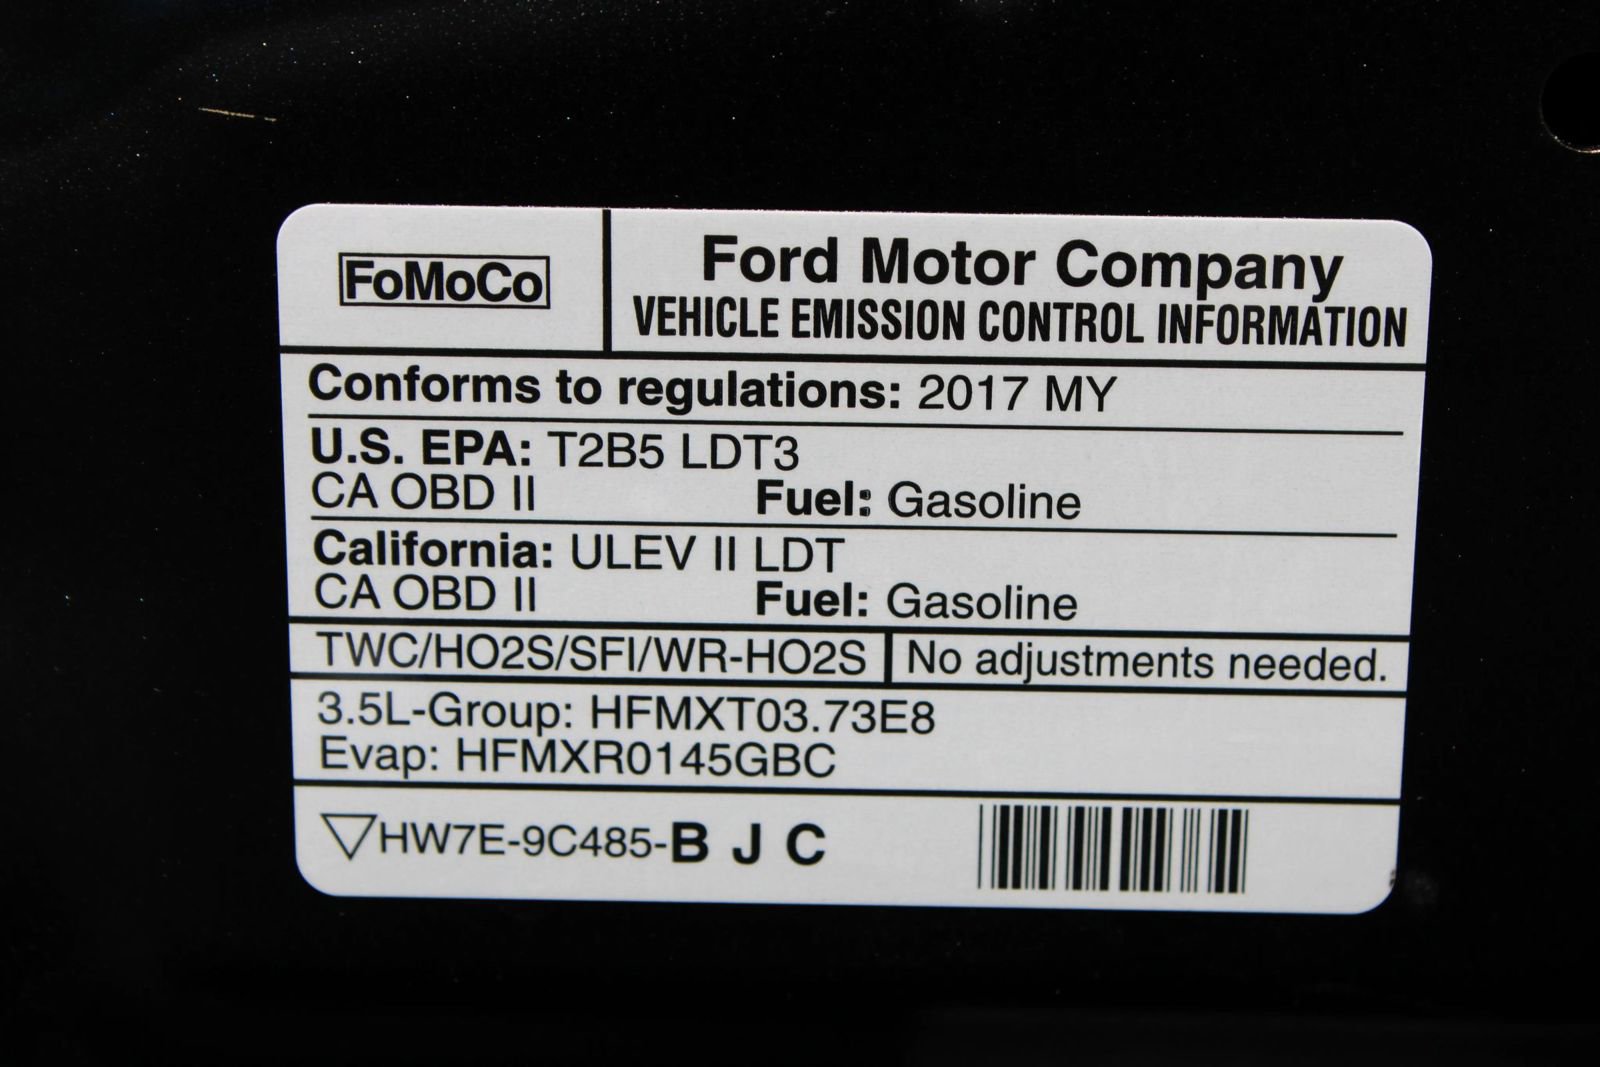 FoMoCo
Ford Motor Company
VEHICLE EMISSION CONTROL INFORMATION
Conforms to regulations: 2017 MY
U.S. EPA: T2B5 LDT3
CA OBD II Fuel: Gasoline
California: ULEV II LDT
CA OBD II Fuel: Gasoline
TWC/HO2S/SFI/WR-HO2S No adjustments needed.
3.5L-Group: HFMXT03.73E8
Evap: HFMXR0145GBC
▽HW7E-9C485-B J C